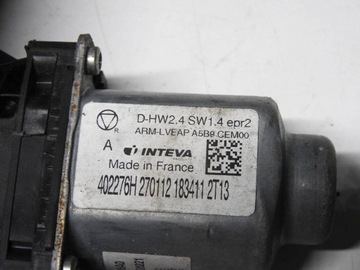 D-HW2.4 SW1.4 epr2
R
ARM-LVEAP A5B9.CEM00
A
INTEVA
Made in France
402276H 270112 183411 2T13